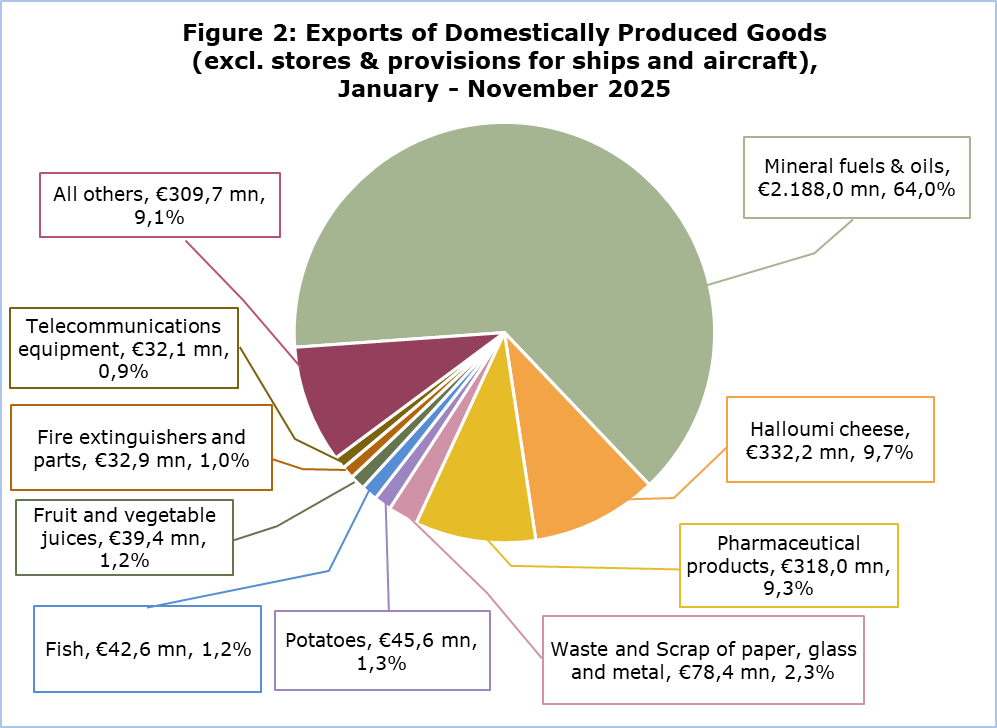 Figure 2: Exports of Domestically Produced Goods
(excl. stores & provisions for ships and aircraft),
January - November 2025
Mineral fuels & oils,
€2.188,0 mn, 64,0%
All others, €309,7 mn,
9,1%
Telecommunications
equipment, €32,1 mn,
0,9%
Halloumi cheese,
€332,2 mn, 9,7%
Fire extinguishers and
parts, €32,9 mn, 1,0%
Fruit and vegetable
juices, €39,4 mn,
1,2%
Pharmaceutical
products, €318,0 mn,
9,3%
Fish, €42,6 mn, 1,2%
Potatoes, €45,6 mn,
1,3%
Waste and Scrap of paper, glass
and metal, €78,4 mn, 2,3%